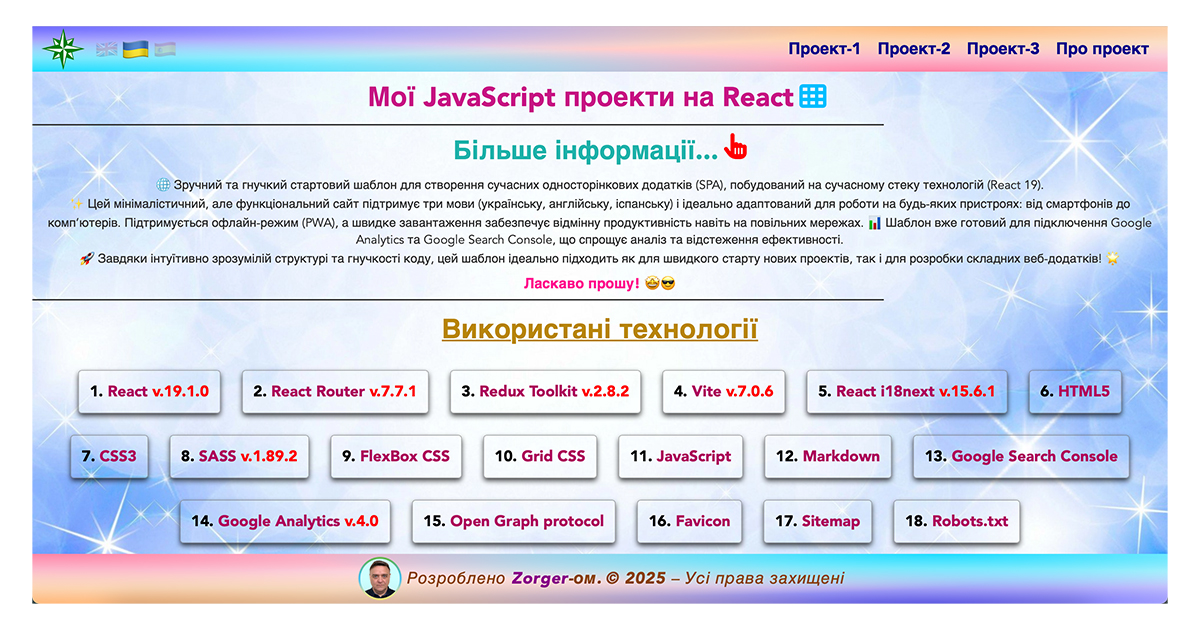 Проект-1 Проект-2 Проект-3 Про проект
Мої JavaScript проекти на React
Більше інформації...
🌐 Зручний та гнучкий стартовий шаблон для створення сучасних односторінкових додатків (SPA), побудований на сучасному стеку технологій (React 19).
✨ Цей мінімалістичний, але функціональний сайт підтримує три мови (українську, англійську, іспанську) і ідеально адаптований для роботи на будь-яких пристроях: від смартфонів до
комп'ютерів. Підтримується офлайн-режим (PWA), а швидке завантаження забезпечує відмінну продуктивність навіть на повільних мережах. 📊 Шаблон вже готовий для підключення Google
Analytics та Google Search Console, що спрощує аналіз та відстеження ефективності.
🚀 Завдяки інтуїтивно зрозумілій структурі та гнучкості коду, цей шаблон ідеально підходить як для швидкого старту нових проектів, так і для розробки складних веб-додатків! 🌟
Ласкаво прошу! 🤩😎
Використані технології
1. React v.19.1.0 2. React Router v.7.7.1 3. Redux Toolkit v.2.8.2 4. Vite v.7.0.6 5. React i18next v.15.6.1 6. HTML5
7. CSS3 8. SASS v.1.89.2 9. FlexBox CSS 10. Grid CSS 11. JavaScript 12. Markdown 13. Google Search Console
14. Google Analytics v.4.0 15. Open Graph protocol 16. Favicon 17. Sitemap 18. Robots.txt
Розроблено Zorger-ом. © 2025 – Усі права захищені